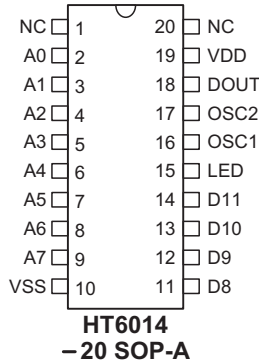 NC 1 20 NC
A0 2 19 VDD
A1 3 18 DOUT
A2 4 17 OSC2
A3 5 16 OSC1
A4 6 15 LED
A5 7 14 D11
A6 8 13 D10
A7 9 12 D9
VSS 10 11 D8
HT6014
–20 SOP-A